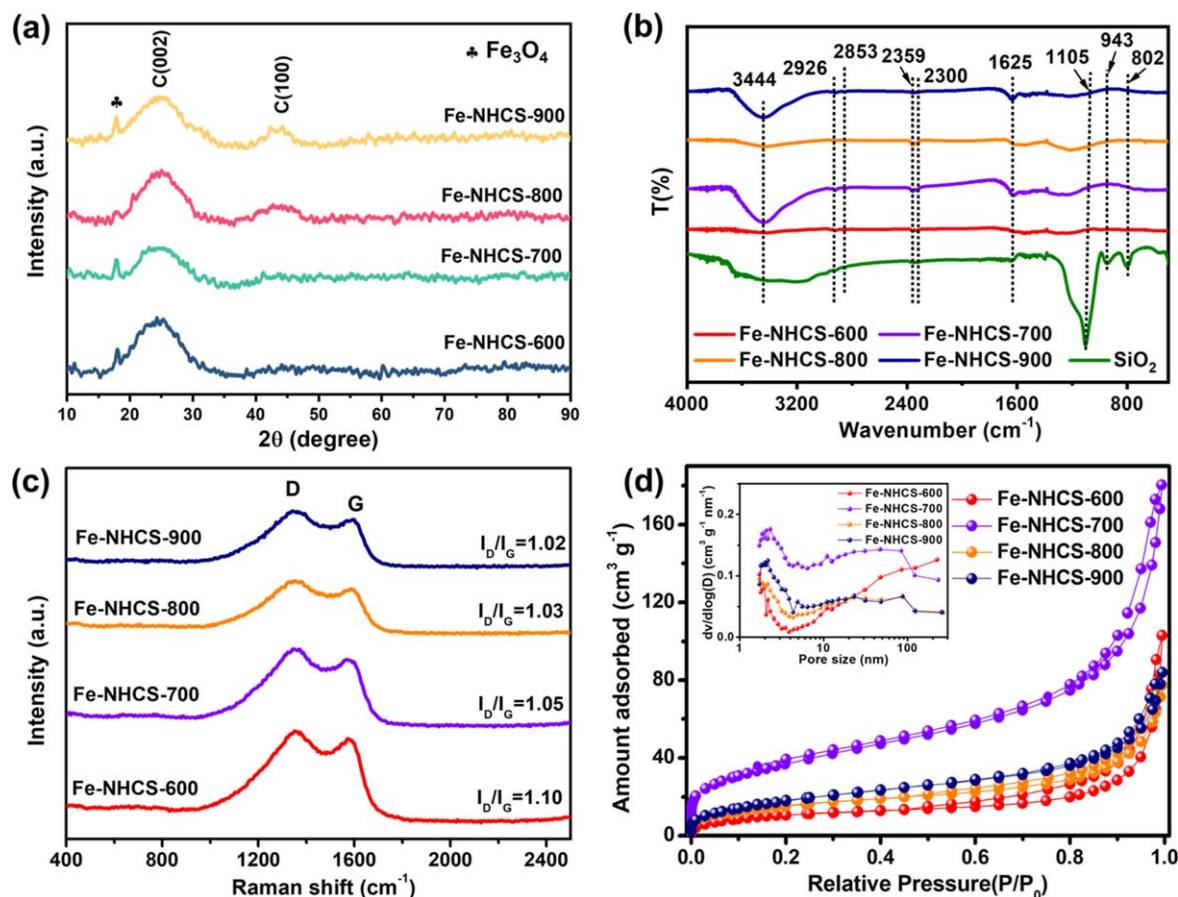 (a)
♣ Fe₃O₄
C(002)
C(100)
♣
Fe-NHCS-900
Fe-NHCS-800
Fe-NHCS-700
Fe-NHCS-600
Intensity (a.u.)
10 20 30 40 50 60 70 80 90
2θ (degree)
(b)
3444 2926 2853 2359 2300 1625 1105 943 802
T(%)
Fe-NHCS-600 Fe-NHCS-700
Fe-NHCS-800 Fe-NHCS-900 SiO₂
4000 3200 2400 1600 800
Wavenumber (cm⁻¹)
(c)
D
G
Fe-NHCS-900
I_D/I_G=1.02
Fe-NHCS-800
I_D/I_G=1.03
Fe-NHCS-700
I_D/I_G=1.05
Fe-NHCS-600
I_D/I_G=1.10
Intensity (a.u.)
400 800 1200 1600 2000 2400
Raman shift (cm⁻¹)
(d)
Fe-NHCS-600
Fe-NHCS-700
Fe-NHCS-800
Fe-NHCS-900
Amount adsorbed (cm³ g⁻¹)
160
120
80
40
0
0.0 0.2 0.4 0.6 0.8 1.0
Relative Pressure(P/P₀)
Fe-NHCS-600
Fe-NHCS-700
Fe-NHCS-800
Fe-NHCS-900
dv/dlog(D) (cm³ g⁻¹ nm⁻¹)
0.2
0.1
0.0
1 10 100
Pore size (nm)